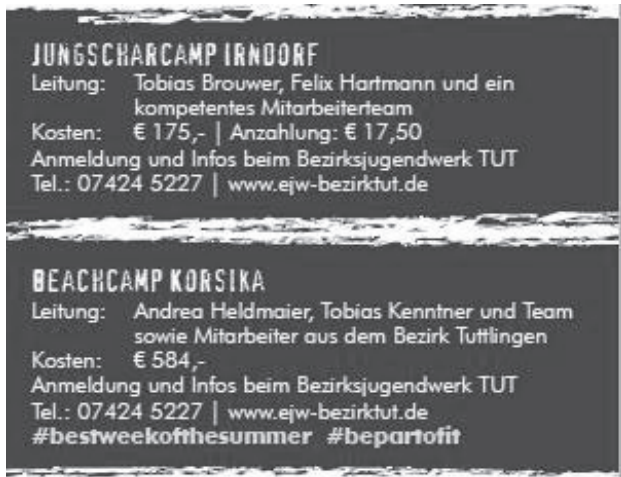 JUNGSCHARCAMP IRNDORF
Leitung: Tobias Brouwer, Felix Hartmann und ein
kompetentes Mitarbeiterteam
Kosten: € 175,- | Anzahlung: € 17,50
Anmeldung und Infos beim Bezirksjugendwerk TUT
Tel.: 07424 5227 | www.ejw-bezirktut.de
BEACHCAMP KORSIKA
Leitung: Andrea Heldmaier, Tobias Kenntner und Team
sowie Mitarbeiter aus dem Bezirk Tuttlingen
Kosten: € 584,-
Anmeldung und Infos beim Bezirksjugendwerk TUT
Tel.: 07424 5227 | www.ejw-bezirktut.de
#bestweekofthesummer #bepartofit